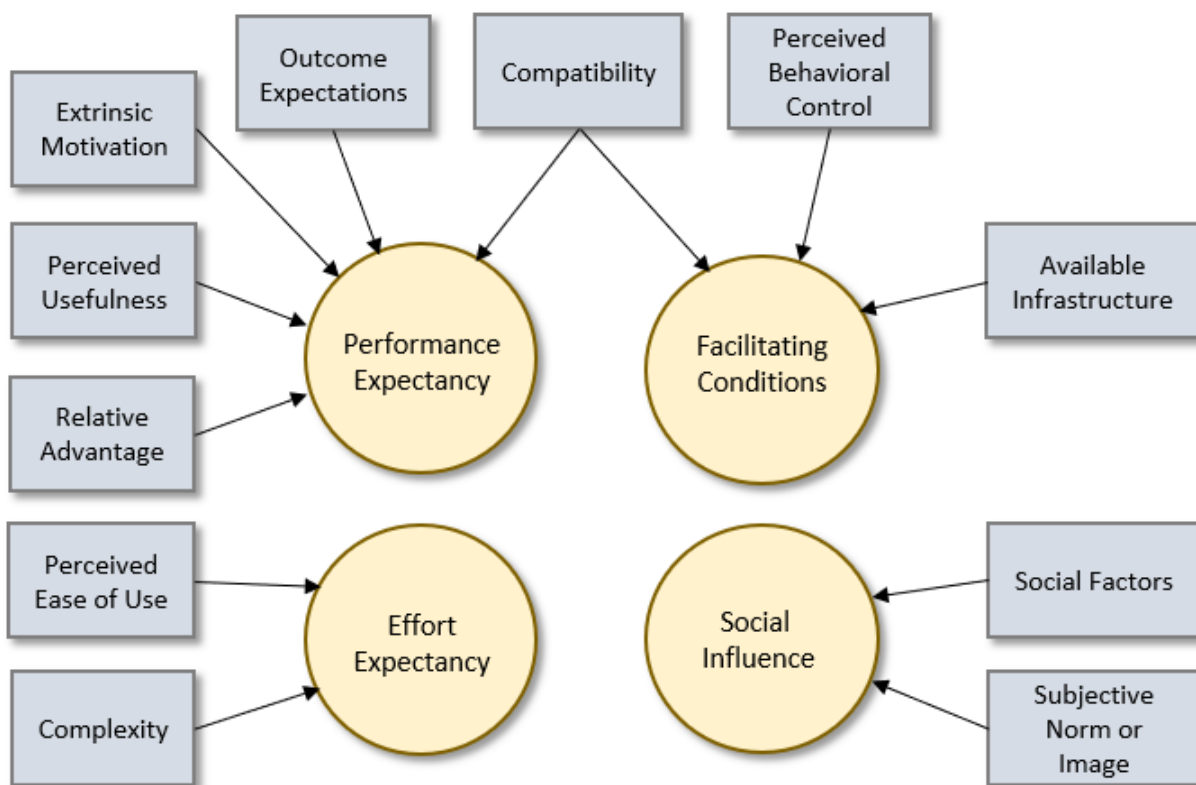 Outcome
Expectations
Compatibility
Perceived
Behavioral
Control
Extrinsic
Motivation
Perceived
Usefulness
Available
Infrastructure
Performance
Expectancy
Facilitating
Conditions
Relative
Advantage
Perceived
Ease of Use
Effort
Expectancy
Social
Influence
Social Factors
Complexity
Subjective
Norm or
Image